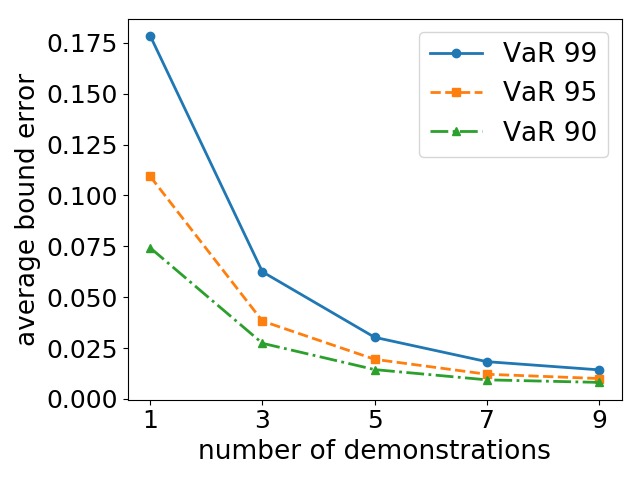 0.175
0.150
0.125
0.100
0.075
0.050
0.025
0.000
average bound error
VaR 99
VaR 95
VaR 90
1 3 5 7 9
number of demonstrations